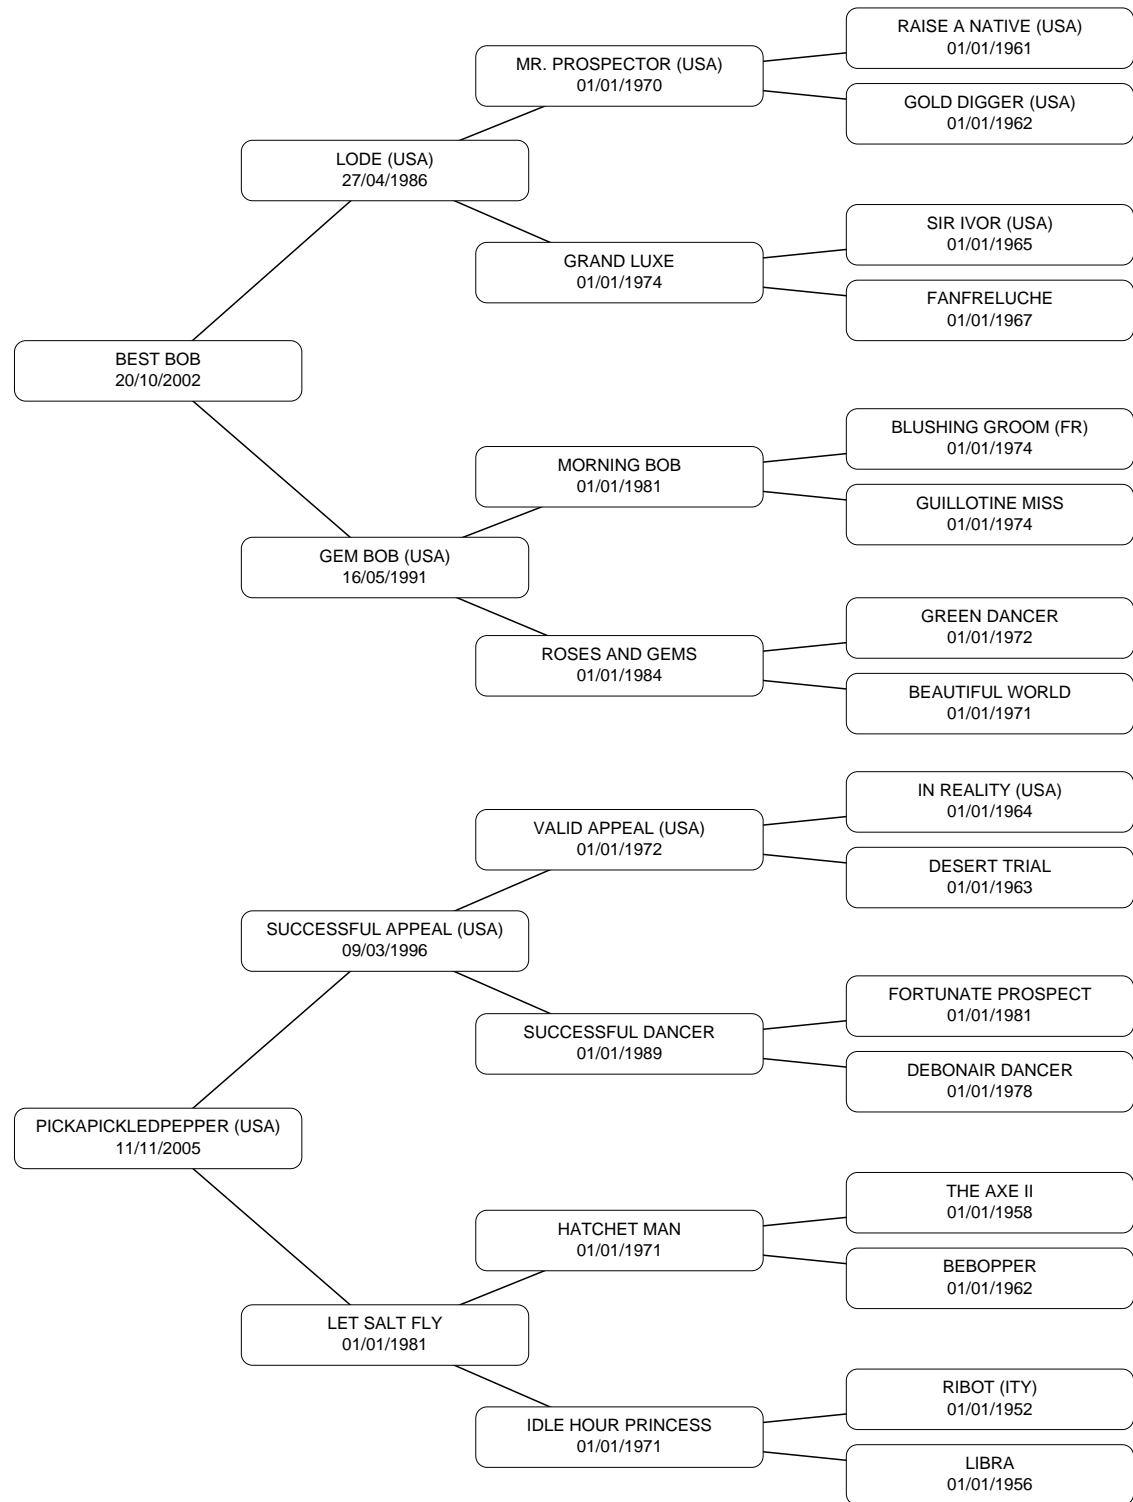 RAISE A NATIVE (USA)
01/01/1961
MR. PROSPECTOR (USA)
01/01/1970
GOLD DIGGER (USA)
01/01/1962
LODE (USA)
27/04/1986
SIR IVOR (USA)
01/01/1965
GRAND LUXE
01/01/1974
FANFRELUCHE
01/01/1967
BEST BOB
20/10/2002
BLUSHING GROOM (FR)
01/01/1974
MORNING BOB
01/01/1981
GUILLOTINE MISS
01/01/1974
GEM BOB (USA)
16/05/1991
GREEN DANCER
01/01/1972
ROSES AND GEMS
01/01/1984
BEAUTIFUL WORLD
01/01/1971
IN REALITY (USA)
01/01/1964
VALID APPEAL (USA)
01/01/1972
DESERT TRIAL
01/01/1963
SUCCESSFUL APPEAL (USA)
09/03/1996
FORTUNATE PROSPECT
01/01/1981
SUCCESSFUL DANCER
01/01/1989
DEBONAIR DANCER
01/01/1978
PICKAPICKLEDPEPPER (USA)
11/11/2005
THE AXE II
01/01/1958
HATCHET MAN
01/01/1971
BEBOPPER
01/01/1962
LET SALT FLY
01/01/1981
RIBOT (ITY)
01/01/1952
IDLE HOUR PRINCESS
01/01/1971
LIBRA
01/01/1956